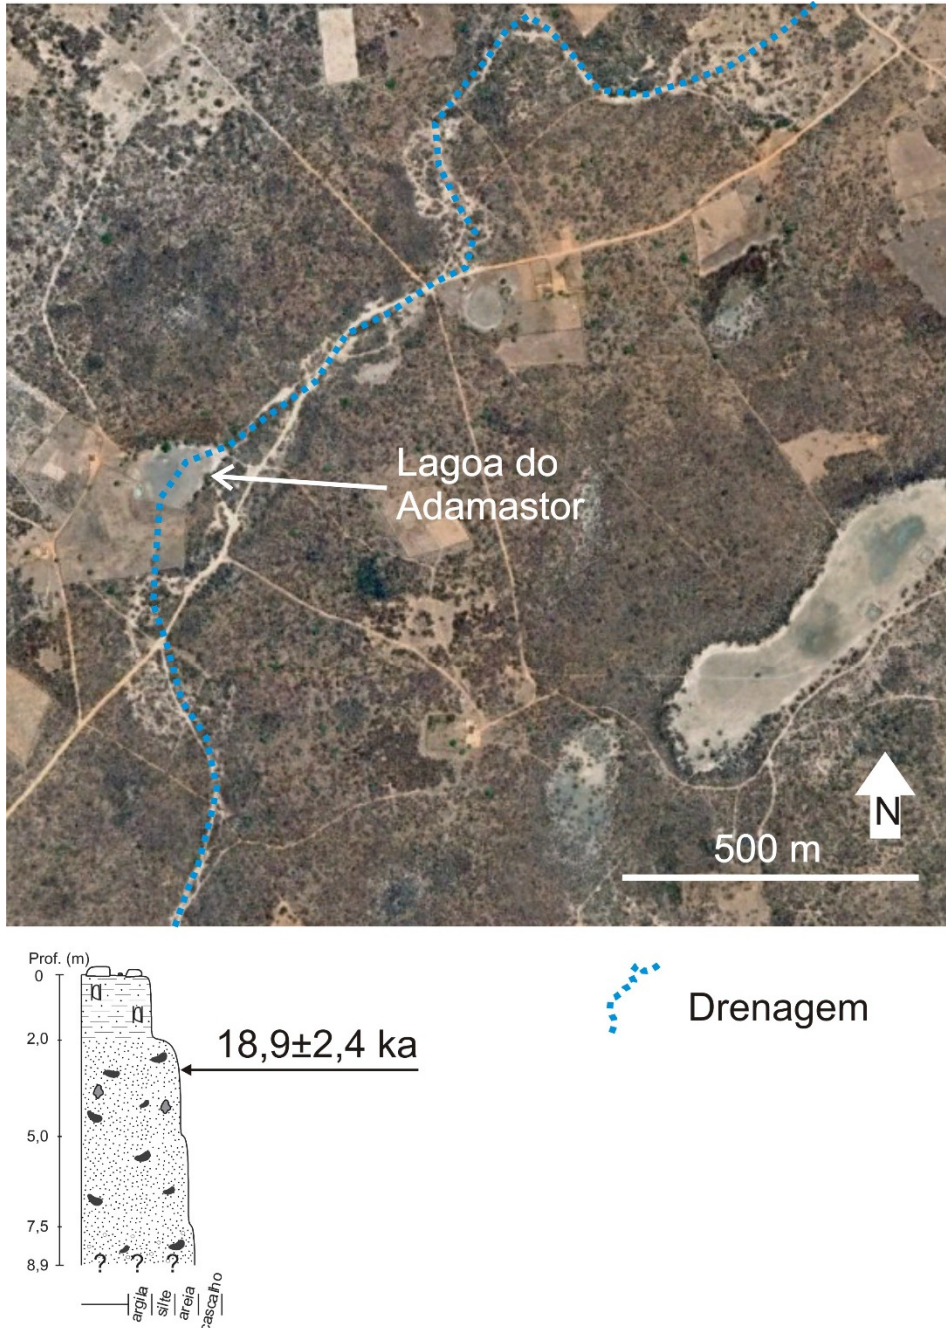 Lagoa do
Adamastor
N
500 m
Prof. (m)
0
2,0
18,9±2,4 ka
5,0
7,5
8,9
? ? ?
argila
silte
areia
cascalho
Drenagem